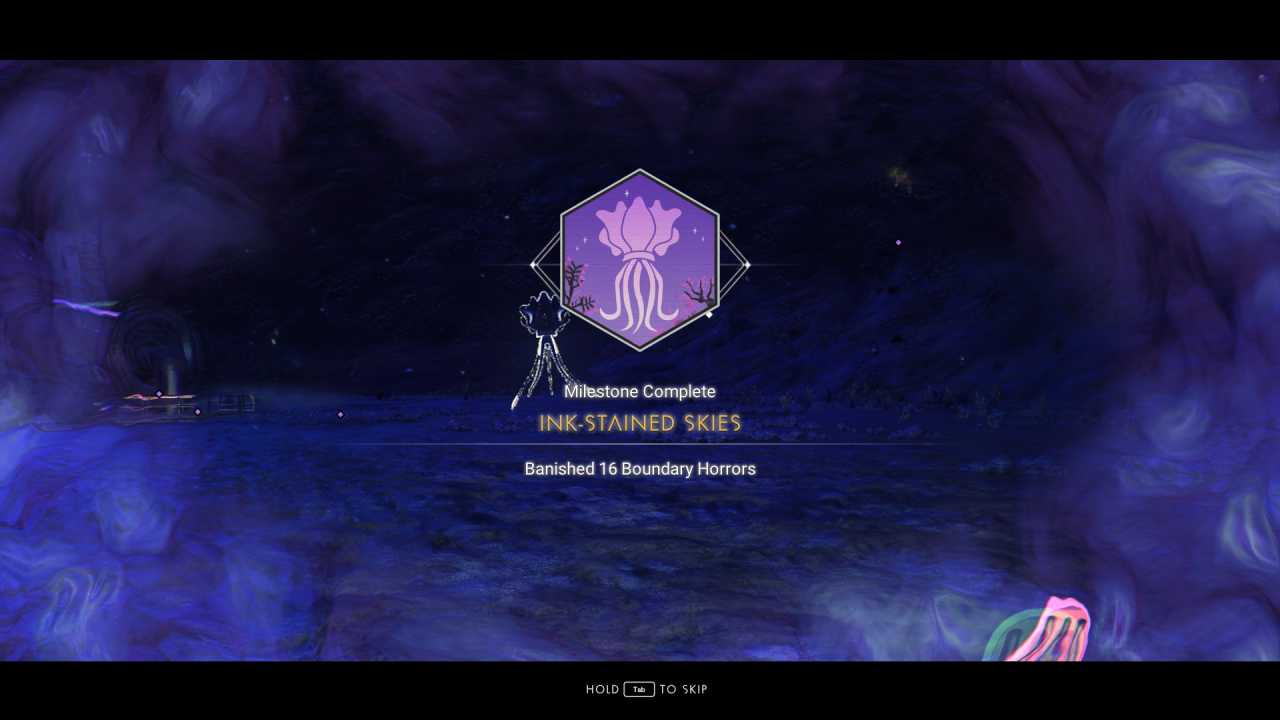 Milestone Complete
INK-STAINED SKIES
Banished 16 Boundary Horrors
HOLD Tab TO SKIP